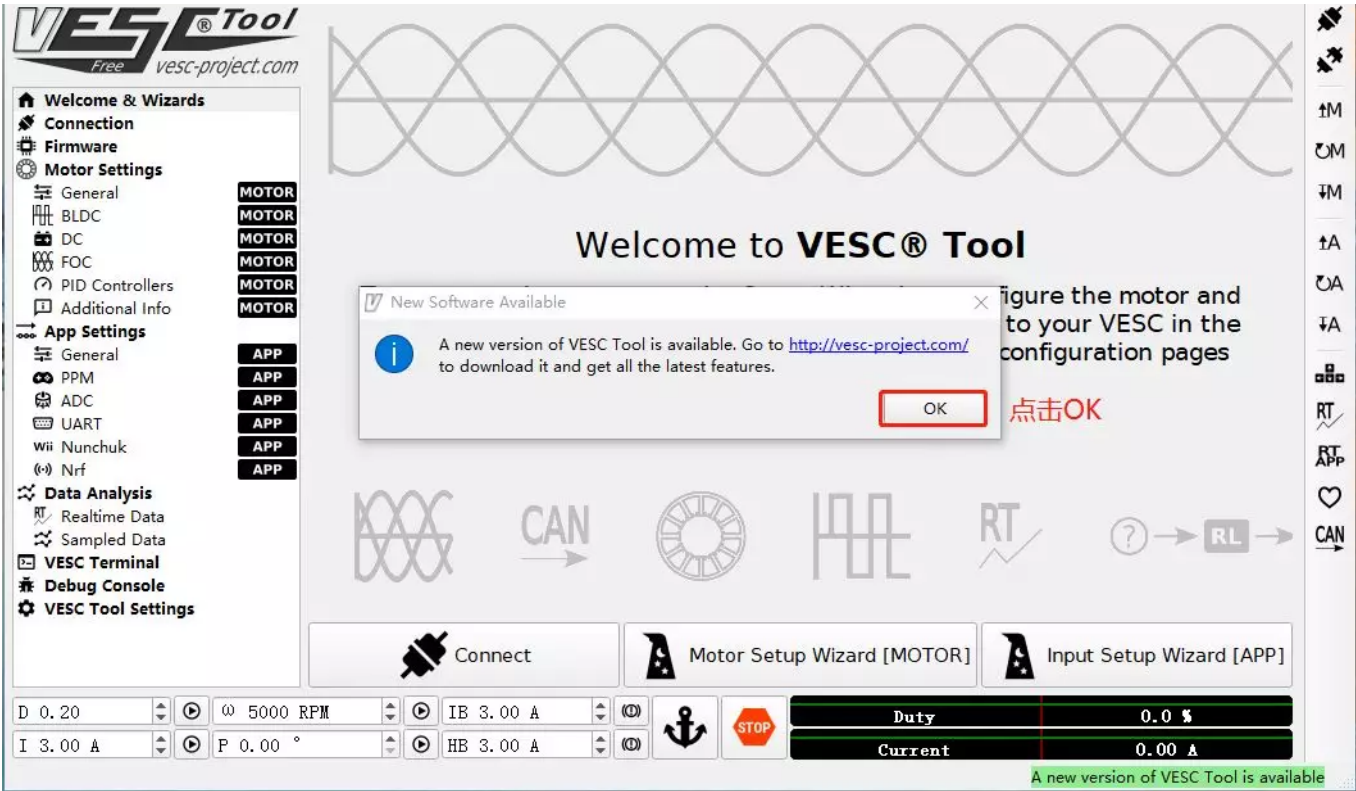 VESC® Tool
Free vesc-project.com
Welcome & Wizards
Connection
Firmware
Motor Settings
General MOTOR
BLDC MOTOR
DC MOTOR
FOC MOTOR
PID Controllers MOTOR
Additional Info MOTOR
App Settings
General APP
PPM APP
ADC APP
UART APP
Wii Nunchuk APP
Nrf APP
Data Analysis
RT Realtime Data
Sampled Data
VESC Terminal
Debug Console
VESC Tool Settings
Welcome to VESC® Tool
figure the motor and
to your VESC in the
configuration pages
New Software Available
A new version of VESC Tool is available. Go to http://vesc-project.com/
to download it and get all the latest features.
OK
点击OK
CAN
RT
? RL
Connect
Motor Setup Wizard [MOTOR]
Input Setup Wizard [APP]
D 0.20
ω 5000 RPM
IB 3.00 A
I 3.00 A
P 0.00 °
HB 3.00 A
STOP
Duty 0.0 %
Current 0.00 A
A new version of VESC Tool is available
M
M
M
A
A
A
RT
RT
APP
CAN